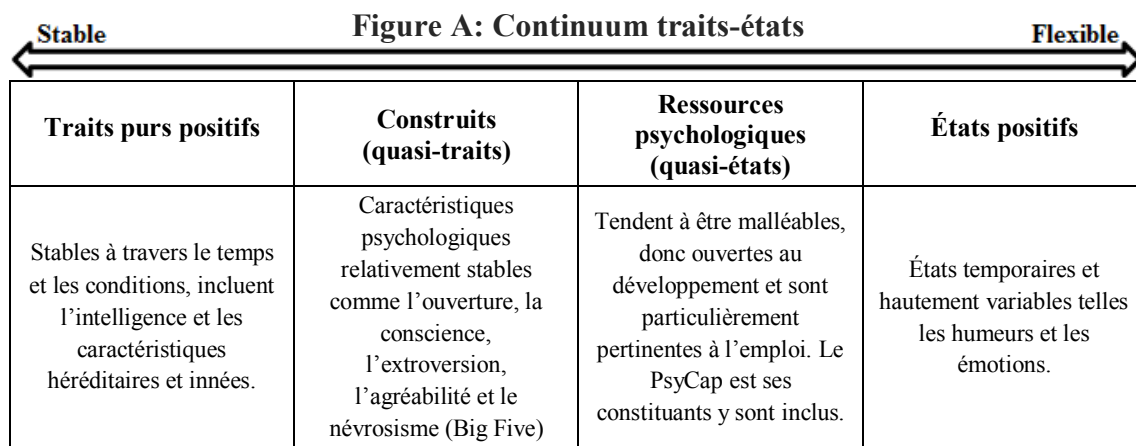 Figure A: Continuum traits-états
Stable
Flexible
Traits purs positifs
Construits
(quasi-traits)
Ressources
psychologiques
(quasi-états)
États positifs
Stables à travers le temps
et les conditions, incluent
l’intelligence et les
caractéristiques
héréditaires et innées.
Caractéristiques
psychologiques
relativement stables
comme l’ouverture, la
conscience,
l’extroversion,
l’agréabilité et le
névrosisme (Big Five)
Tendent à être malléables,
donc ouvertes au
développement et sont
particulièrement
pertinentes à l’emploi. Le
PsyCap est ses
constituants y sont inclus.
États temporaires et
hautement variables telles
les humeurs et les
émotions.